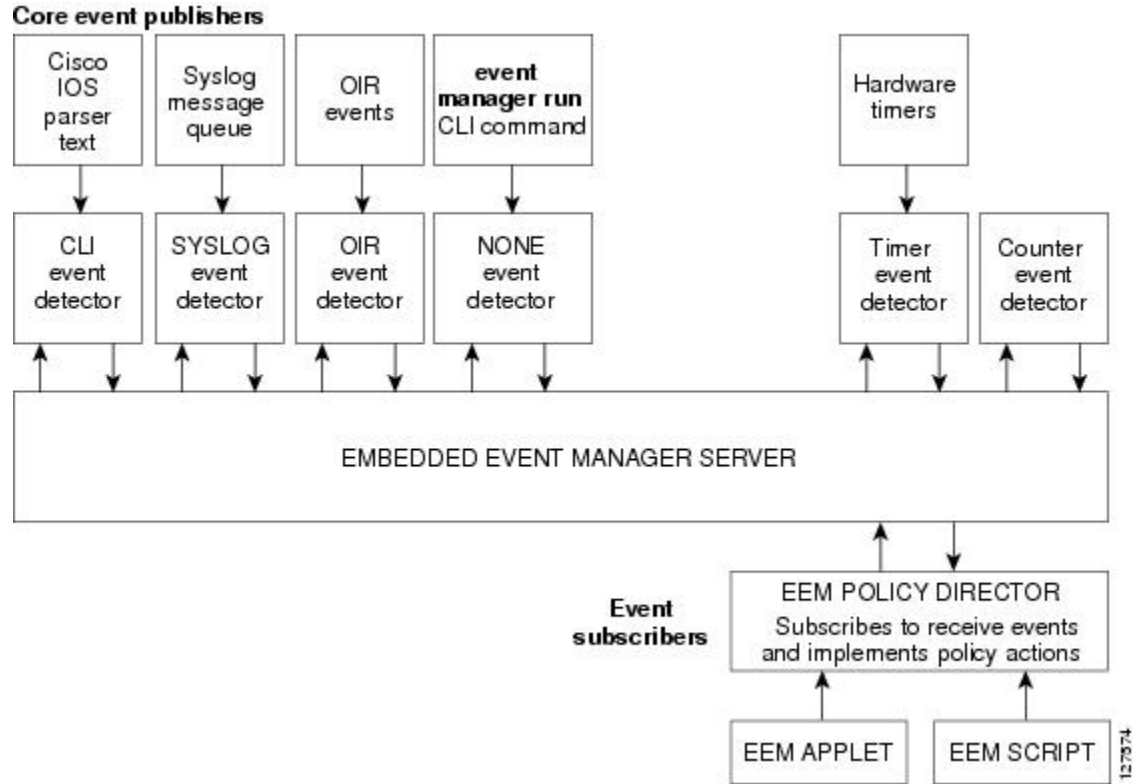 Core event publishers
Cisco
IOS
parser
text
Syslog
message
queue
OIR
events
event
manager run
CLI command
Hardware
timers
CLI
event
detector
SYSLOG
event
detector
OIR
event
detector
NONE
event
detector
Timer
event
detector
Counter
event
detector
EMBEDDED EVENT MANAGER SERVER
Event
subscribers
EEM POLICY DIRECTOR
Subscribes to receive events
and implements policy actions
EEM APPLET
EEM SCRIPT
127574